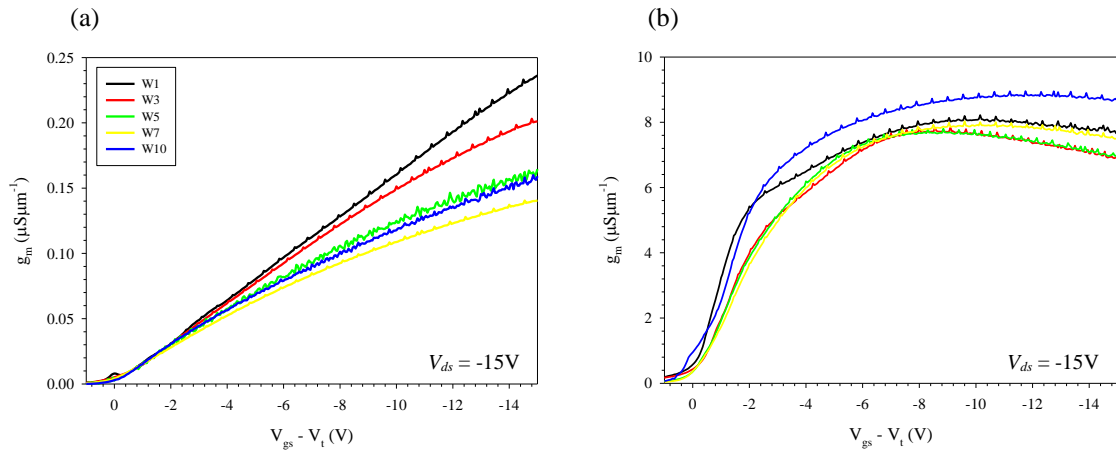 (a)
(b)
0.25
0.20
0.15
0.10
0.05
0.00
gm (µSµm-1)
W1
W3
W5
W7
W10
Vds = -15V
0 -2 -4 -6 -8 -10 -12 -14
Vgs - Vt (V)
10
8
6
4
2
0
gm (µSµm-1)
Vds = -15V
0 -2 -4 -6 -8 -10 -12 -14
Vgs - Vt (V)